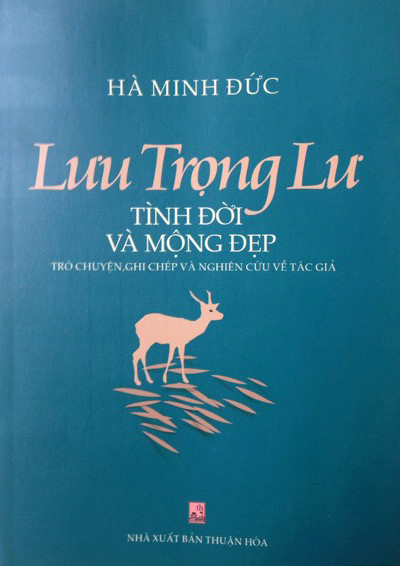 HÀ MINH ĐỨC
Lưu Trọng Lư
TÌNH ĐỜI
VÀ MỘNG ĐẸP
TRÒ CHUYỆN,GHI CHÉP VÀ NGHIÊN CỨU VỀ TÁC GIẢ
th
NHÀ XUẤT BẢN THUẬN HÓA